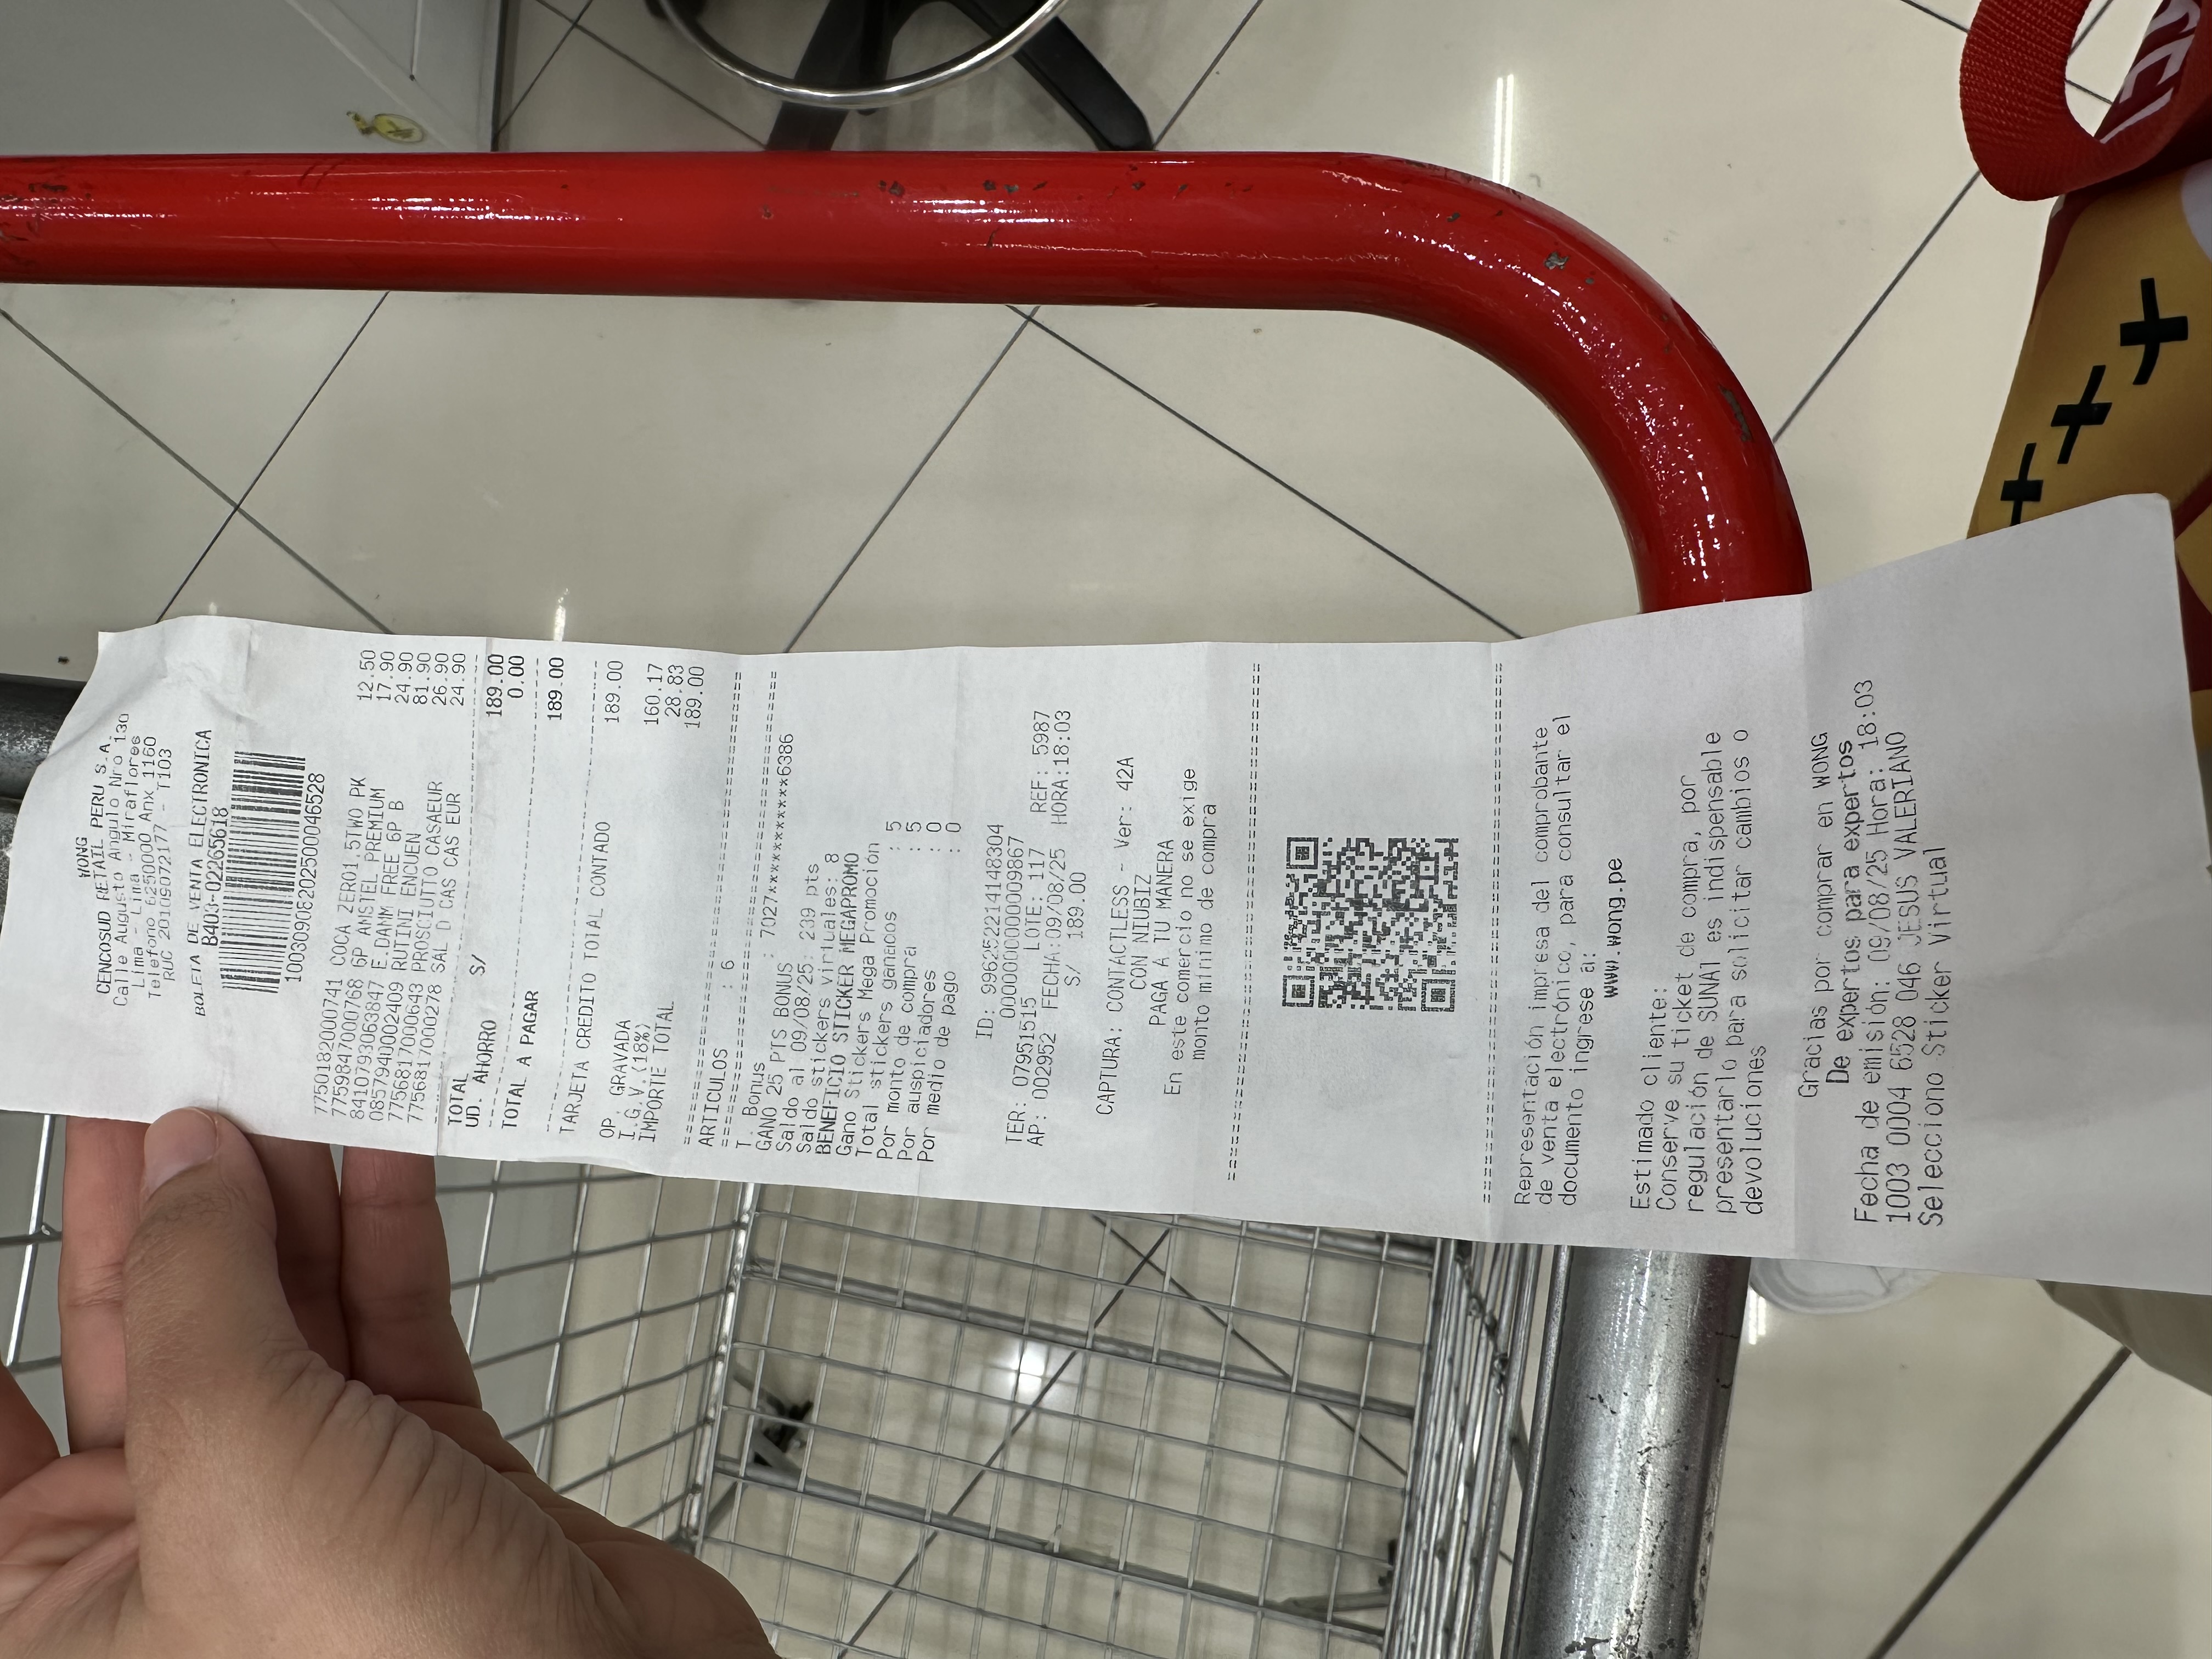 WONG
CENCOSUD RETAIL PERU S.A.
Calle Augusto Angulo Nro 130
Lima - Lima - Miraflores
Telefono 6250000 Anx 1160
RUC 20109072177 - T103
BOLETA DE VENTA ELECTRONICA
B403-02265618
1003090820250046528
7750182000741 COCA ZERO1.5TWO PK 12.50
7759847000768 6P AMSTEL PREMIUM 17.90
8410793063847 E.DAMM FREE 6P B 24.90
0857940002409 RUTINI ENCUEN 81.90
7756817000643 PROSCIUTTO CASAEUR 26.90
7756817000278 SAL D CAS CAS EUR 24.90
TOTAL S/ 189.00
UD. AHORRO 0.00
TOTAL A PAGAR 189.00
TARJETA CREDITO TOTAL CONTADO 189.00
OP. GRAVADA 160.17
I.G.V.(18%) 28.83
IMPORTE TOTAL 189.00
ARTICULOS : 6
T. Bonus : 7027***********6386
GANO 25 PTS BONUS
Saldo al 09/08/25: 239 pts
Saldo stickers virtuales: 8
BENEFICIO STICKER MEGAPROMO
Gano Stickers Mega Promoción
Total stickers ganados : 5
Por monto de compra : 5
Por auspiciadores : 0
Por medio de pago : 0
ID: 996252214148304
0000000000009867
TER: 07951515 LOTE: 117 REF: 5987
AP: 002952 FECHA:09/08/25 HORA:18:03
S/ 189.00
CAPTURA: CONTACTLESS - Ver: 42A
CON NIUBIZ
PAGA A TU MANERA
En este comercio no se exige
monto minimo de compra
Representación impresa del comprobante
de venta electrónico, para consultar el
documento ingrese a:
www.wong.pe
Estimado cliente:
Conserve su ticket de compra, por
regulación de SUNAT es indispensable
presentarlo para solicitar cambios o
devoluciones
Gracias por comprar en WONG
De expertos para expertos
Fecha de emisión: 09/08/25 Hora: 18:03
1003 0004 6528 046 JESUS VALERIANO
Selecciono Sticker Virtual